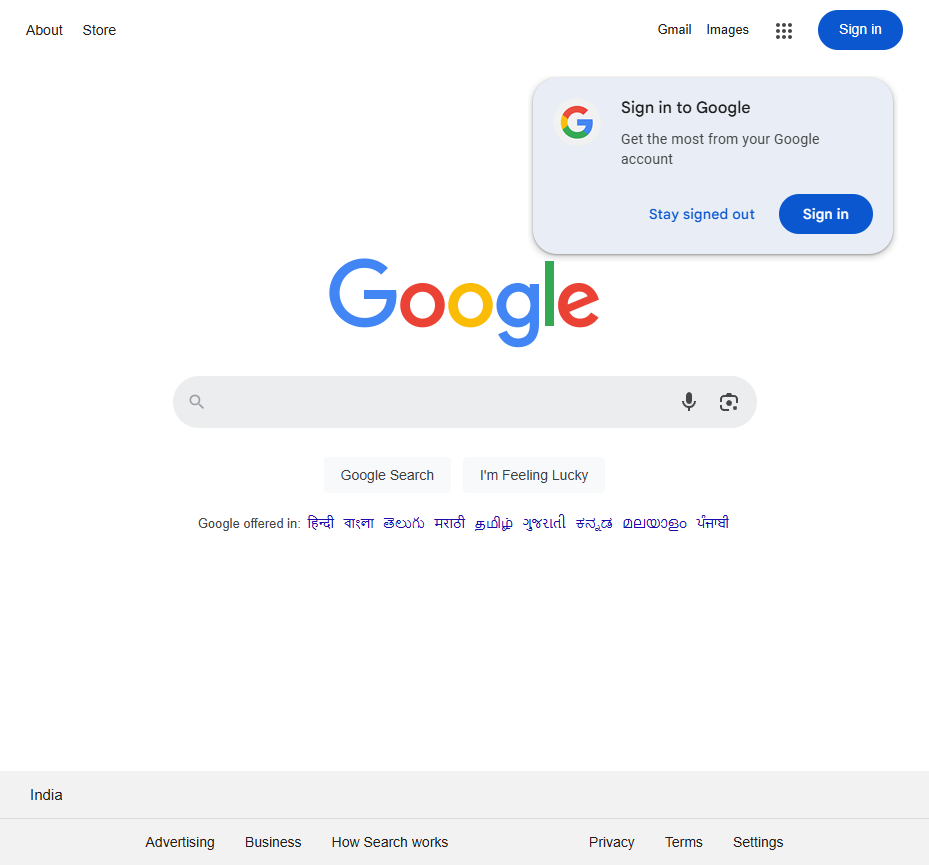 About Store
Gmail Images Sign in
Sign in to Google
Get the most from your Google
account
Stay signed out Sign in
Google
Google Search I'm Feeling Lucky
Google offered in: हिन्दी বাংলা తెలుగు मराठी தமிழ் ગુજરાતી ಕನ್ನಡ മലയാളം ਪੰਜਾਬੀ
India
Advertising Business How Search works Privacy Terms Settings